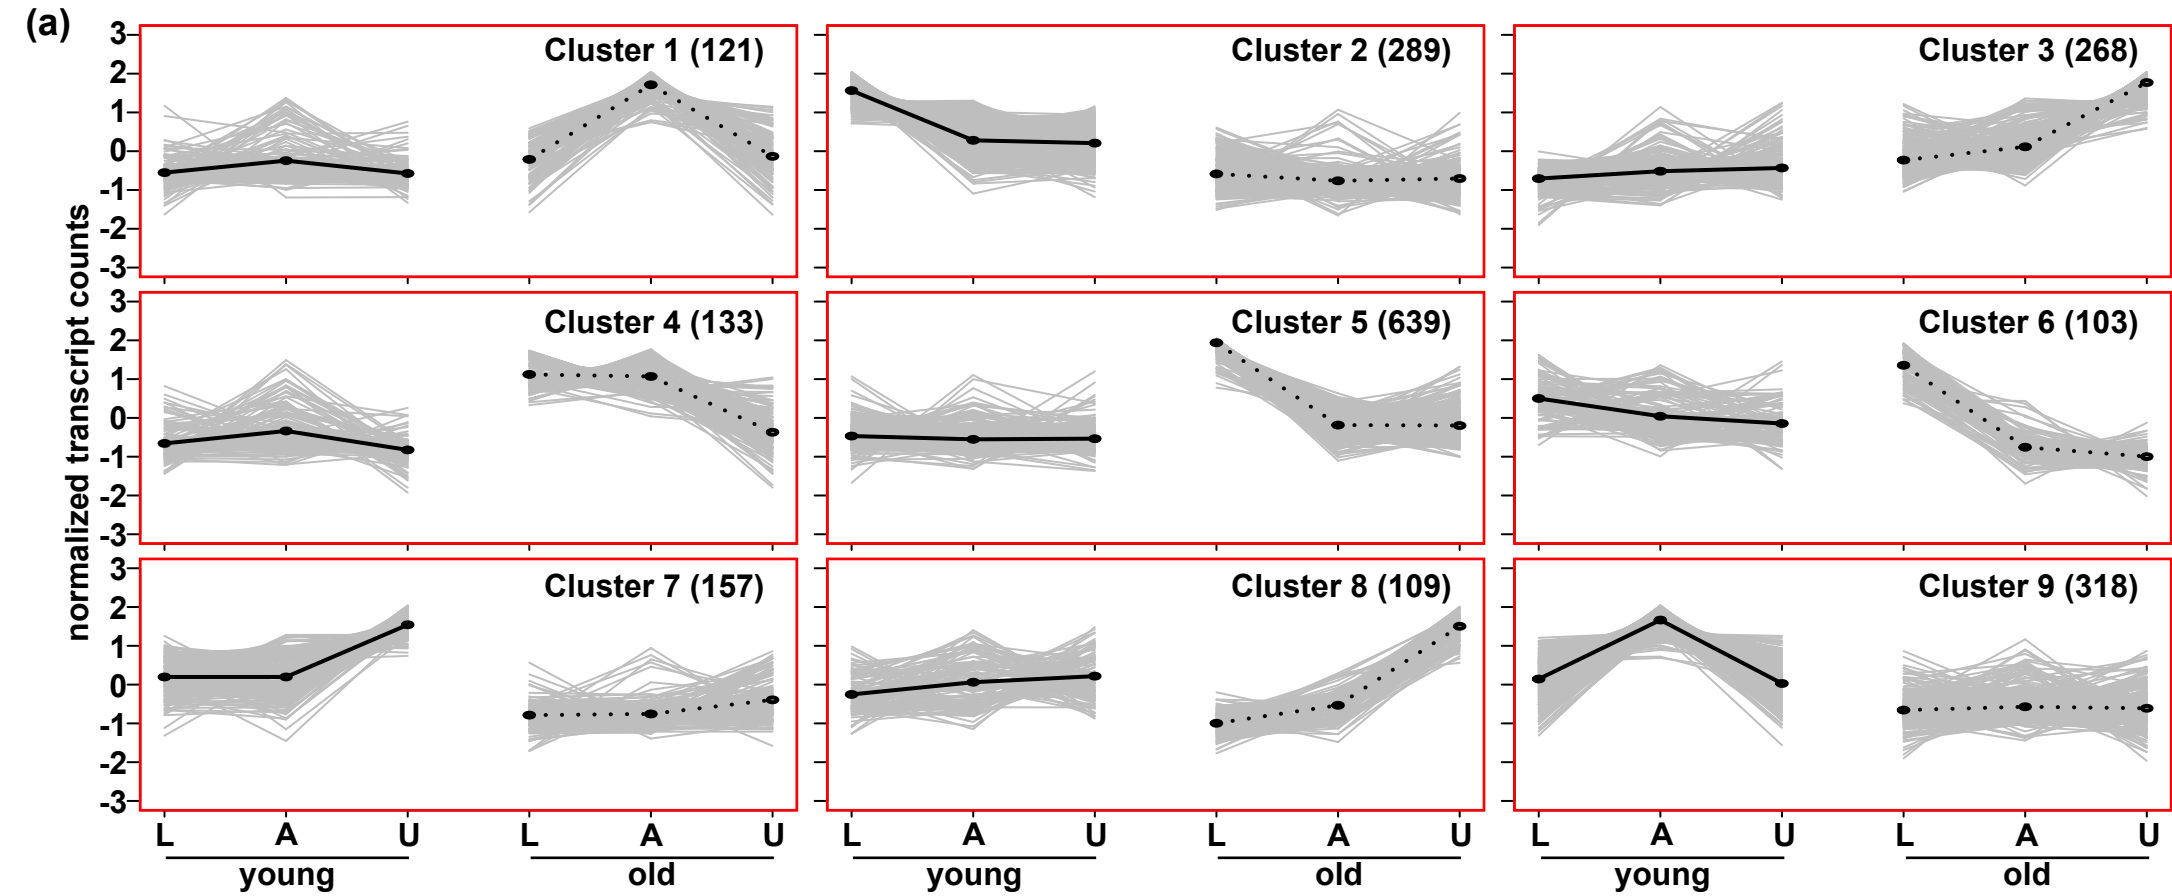 (a)
normalized transcript counts
3 2 1 0 -1 -2 -3
Cluster 1 (121)
Cluster 2 (289)
Cluster 3 (268)
3 2 1 0 -1 -2 -3
Cluster 4 (133)
Cluster 5 (639)
Cluster 6 (103)
3 2 1 0 -1 -2 -3
Cluster 7 (157)
Cluster 8 (109)
Cluster 9 (318)
L A U L A U L A U L A U L A U L A U
young old young old young old